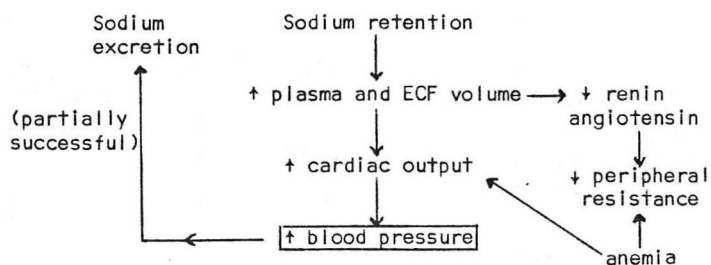 Sodium
excretion
Sodium retention
↑ plasma and ECF volume
↓ renin
angiotensin
(partially
successful)
↑ cardiac output
↓ peripheral
resistance
↑ blood pressure
anemia